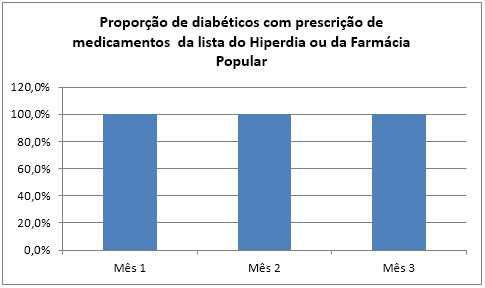 Proporção de diabéticos com prescrição de
medicamentos da lista do Hiperdia ou da Farmácia
Popular
120,0%
100,0%
80,0%
60,0%
40,0%
20,0%
0,0%
Mês 1 Mês 2 Mês 3